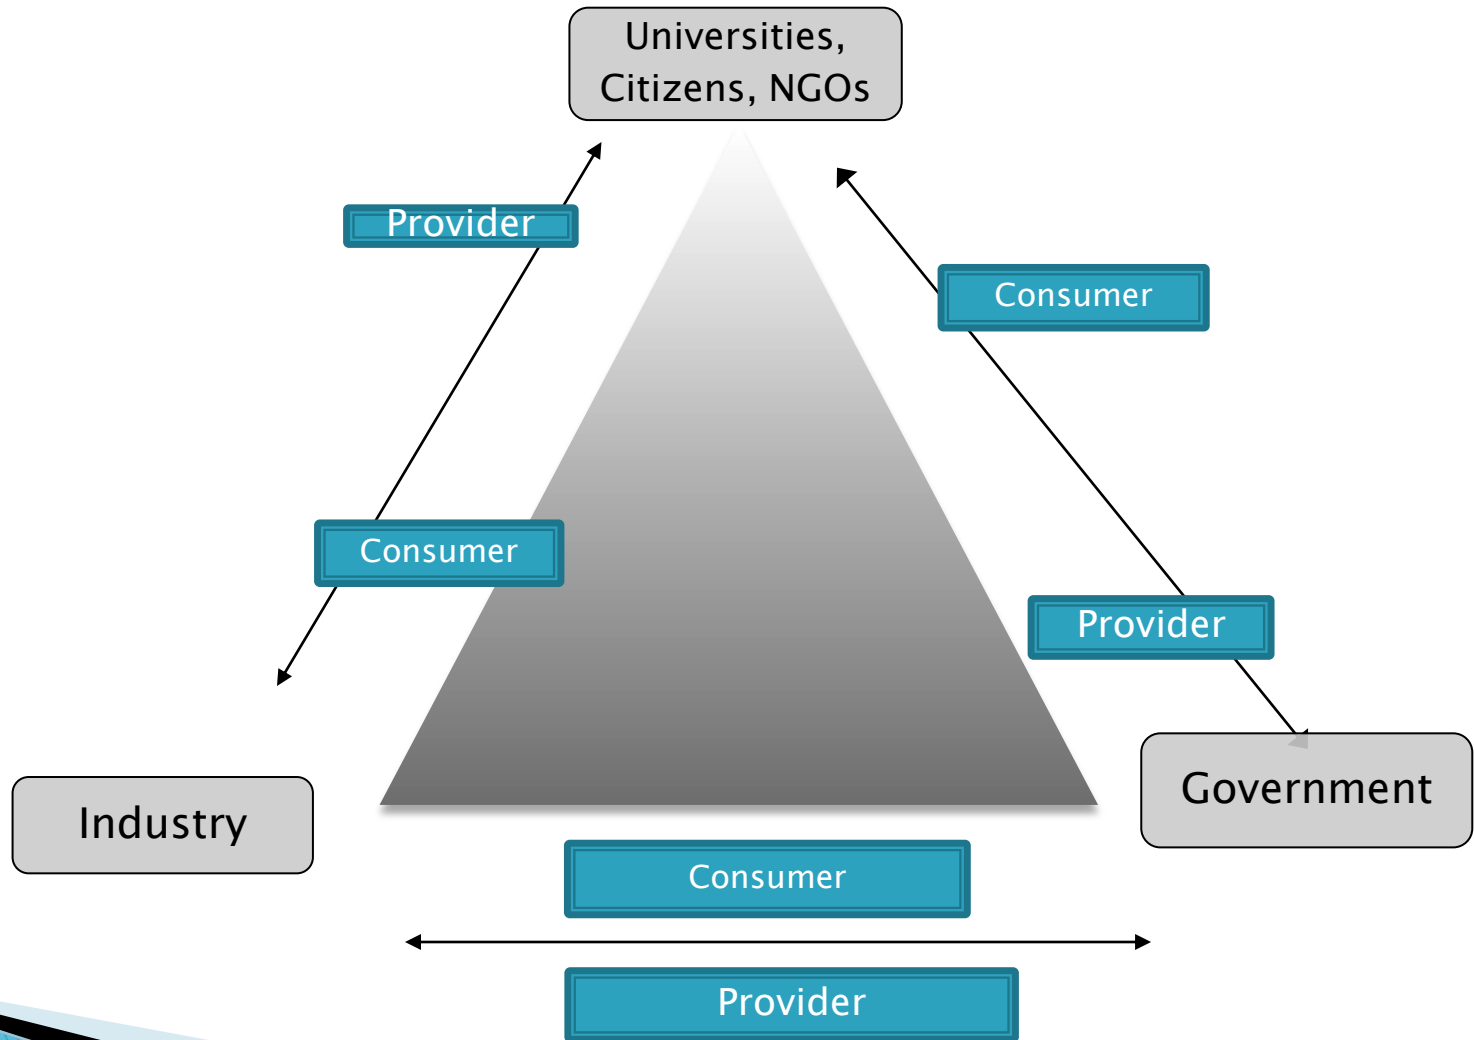 Universities,
Citizens, NGOs
Provider
Consumer
Consumer
Provider
Industry
Government
Consumer
Provider